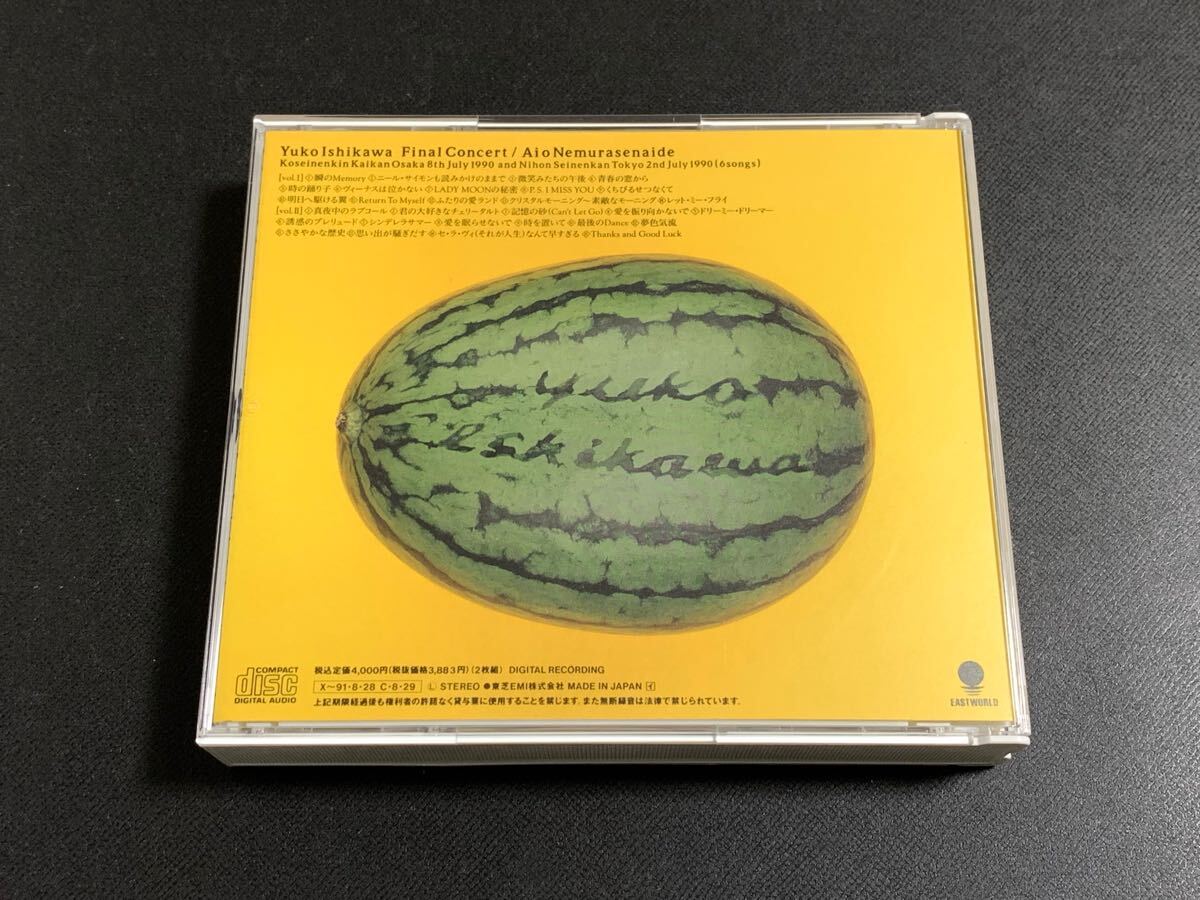 Yuko Ishikawa Final Concert / Ai o Nemurasenaide
Koseinenkin Kaikan Osaka 8th July 1990 and Nihon Seinenkan Tokyo 2nd July 1990 (6songs)
[vol.I] ①瞬のMemory ②ニール・サイモンも読みかけのままで ③微笑みたちの午後 ④青春の窓から
⑤時の踊り子 ⑥ヴィーナスは泣かない ⑦LADY MOONの秘密 ⑧P.S. I MISS YOU ⑨くちびるせつなくて
⑩明日へ駆ける翼 ⑪Return To Myself ⑫ふたりの愛ランド ⑬クリスタルモーニング〜素敵なモーニング ⑭レット・ミー・フライ
[vol.II] ①真夜中のラブコール ②君の大好きなチェリータルト ③記憶の砂(Can't Let Go) ④愛を振り向かないで ⑤ドリーミー・ドリーマー
⑥誘惑のプレリュード ⑦シンデレラサマー ⑧愛を眠らせないで ⑨時を置いて ⑩最後のDance ⑪夢色気流
⑫ささやかな歴史 ⑬思い出が騒ぎだす ⑭セ・ラ・ヴィ(それが人生)なんて早すぎる ⑮Thanks and Good Luck
Yuko
Ishikawa
COMPACT
disc
DIGITAL AUDIO
税込定価4,000円(税抜価格3,883円)(2枚組) DIGITAL RECORDING
X〜91・8・28 C・8・29 Ⓛ STEREO ●東芝EMI株式会社 MADE IN JAPAN イ
上記期限経過後も権利者の許諾なく賃貸業に使用することを禁じます。また無断録音は法律で禁じられています。
EASTWORLD